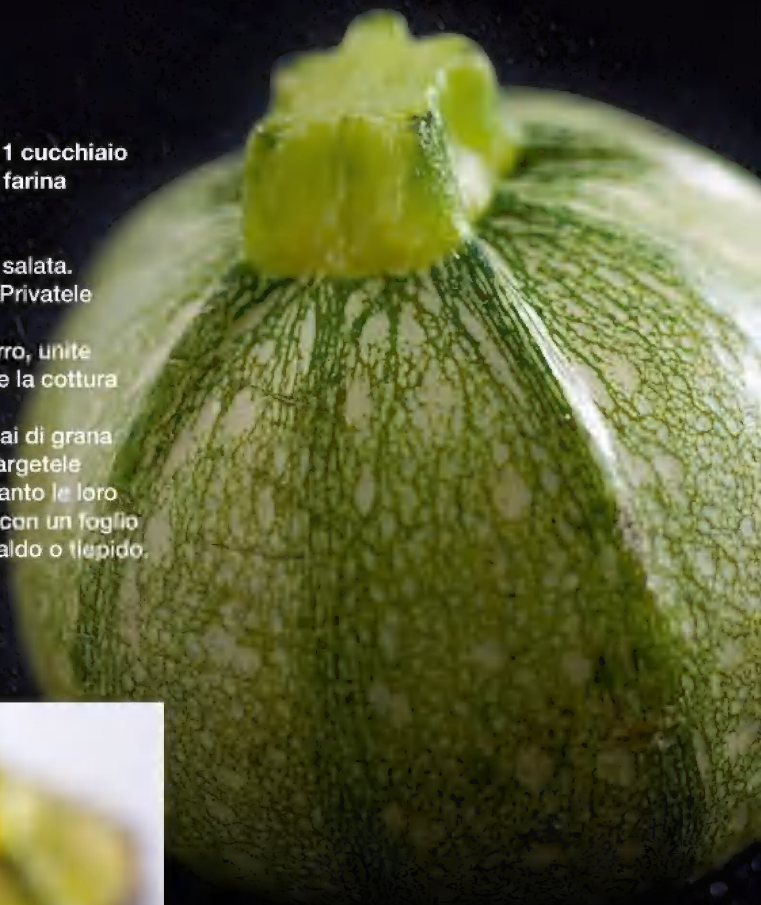 1 cucchiaio
farina
salata.
Privatele
rro, unite
e la cottura
ai di grana
argetele
anto le loro
con un foglio
aldo o tiepido.